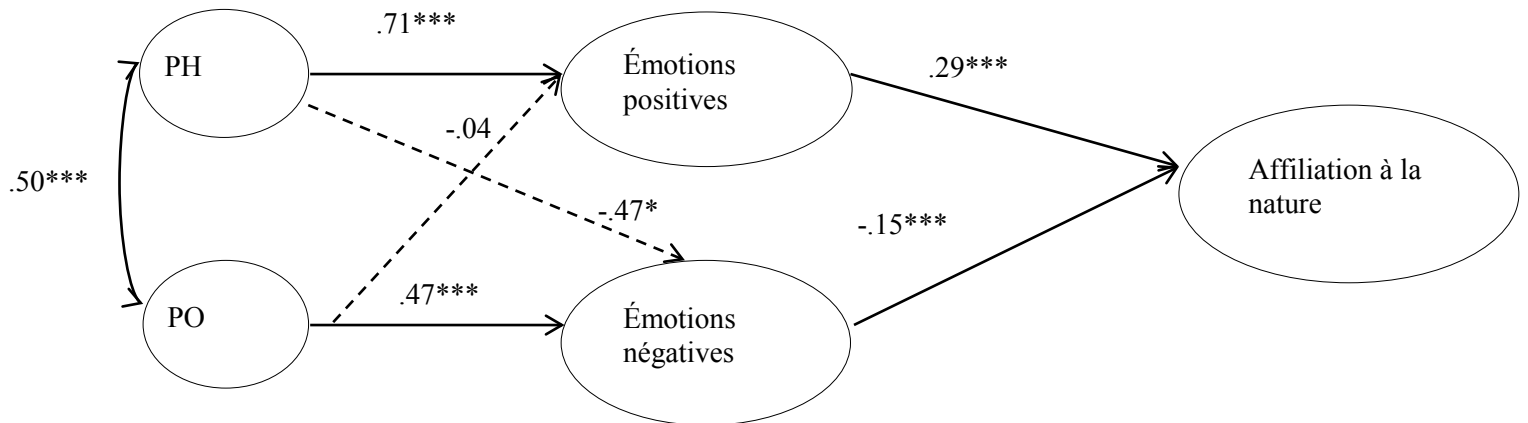 .71***
PH
Émotions
positives
.29***
-.04
Affiliation à la
nature
.50***
-.47*
-.15***
.47***
PO
Émotions
négatives